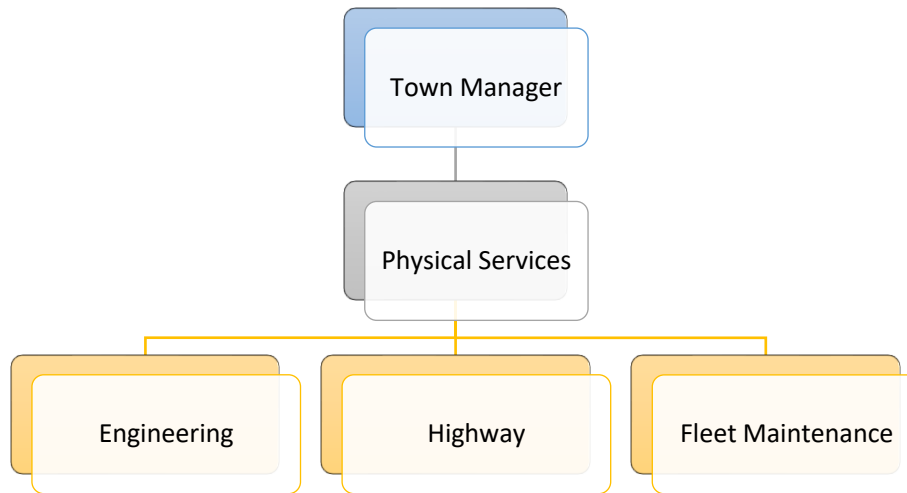 Town Manager
Physical Services
Engineering
Highway
Fleet Maintenance